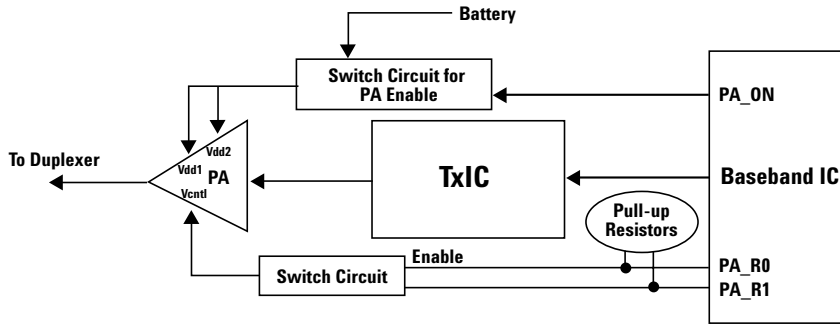 Battery
Switch Circuit for
PA Enable
PA_ON
To Duplexer
Vdd1
Vdd2
PA
Vcntl
TxIC
Baseband IC
Pull-up
Resistors
Enable
Switch Circuit
PA_R0
PA_R1